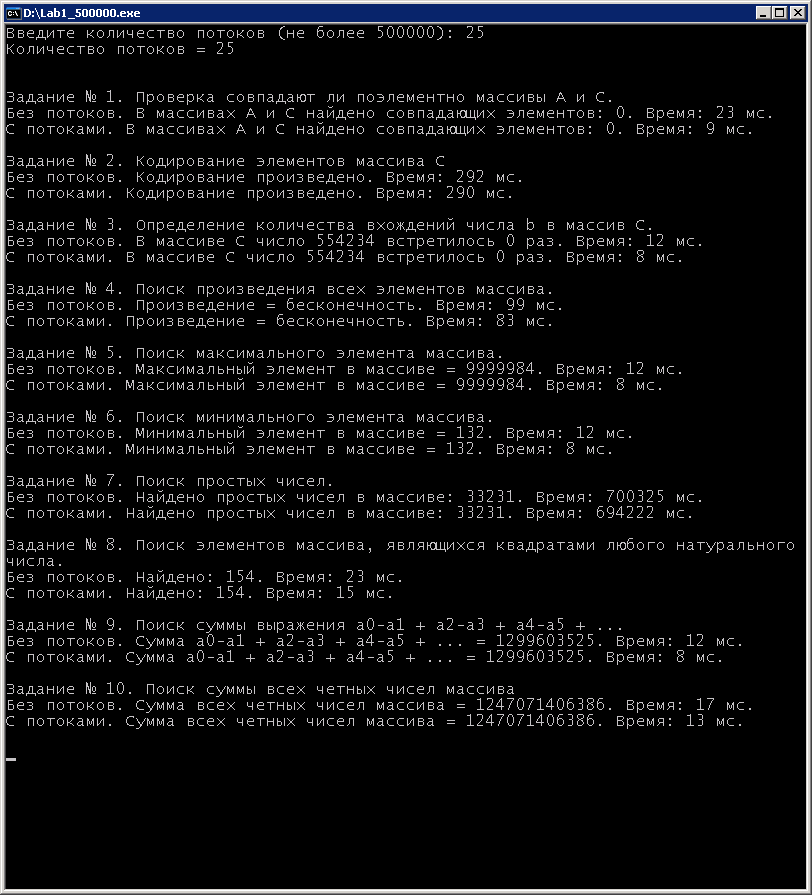 D:\Lab1_500000.exe
Введите количество потоков (не более 500000): 25
Количество потоков = 25
Задание № 1. Проверка совпадают ли поэлементно массивы A и C.
Без потоков. В массивах A и C найдено совпадающих элементов: 0. Время: 23 мс.
С потоками. В массивах A и C найдено совпадающих элементов: 0. Время: 9 мс.
Задание № 2. Кодирование элементов массива C
Без потоков. Кодирование произведено. Время: 292 мс.
С потоками. Кодирование произведено. Время: 290 мс.
Задание № 3. Определение количества вхождений числа b в массив C.
Без потоков. В массиве C число 554234 встретилось 0 раз. Время: 12 мс.
С потоками. В массиве C число 554234 встретилось 0 раз. Время: 8 мс.
Задание № 4. Поиск произведения всех элементов массива.
Без потоков. Произведение = бесконечность. Время: 99 мс.
С потоками. Произведение = бесконечность. Время: 83 мс.
Задание № 5. Поиск максимального элемента массива.
Без потоков. Максимальный элемент в массиве = 9999984. Время: 12 мс.
С потоками. Максимальный элемент в массиве = 9999984. Время: 8 мс.
Задание № 6. Поиск минимального элемента массива.
Без потоков. Минимальный элемент в массиве = 132. Время: 12 мс.
С потоками. Минимальный элемент в массиве = 132. Время: 8 мс.
Задание № 7. Поиск простых чисел.
Без потоков. Найдено простых чисел в массиве: 33231. Время: 700325 мс.
С потоками. Найдено простых чисел в массиве: 33231. Время: 694222 мс.
Задание № 8. Поиск элементов массива, являющихся квадратами любого натурального
числа.
Без потоков. Найдено: 154. Время: 23 мс.
С потоками. Найдено: 154. Время: 15 мс.
Задание № 9. Поиск суммы выражения a0-a1 + a2-a3 + a4-a5 + ...
Без потоков. Сумма a0-a1 + a2-a3 + a4-a5 + ... = 1299603525. Время: 12 мс.
С потоками. Сумма a0-a1 + a2-a3 + a4-a5 + ... = 1299603525. Время: 8 мс.
Задание № 10. Поиск суммы всех четных чисел массива
Без потоков. Сумма всех четных чисел массива = 1247071406386. Время: 17 мс.
С потоками. Сумма всех четных чисел массива = 1247071406386. Время: 13 мс.